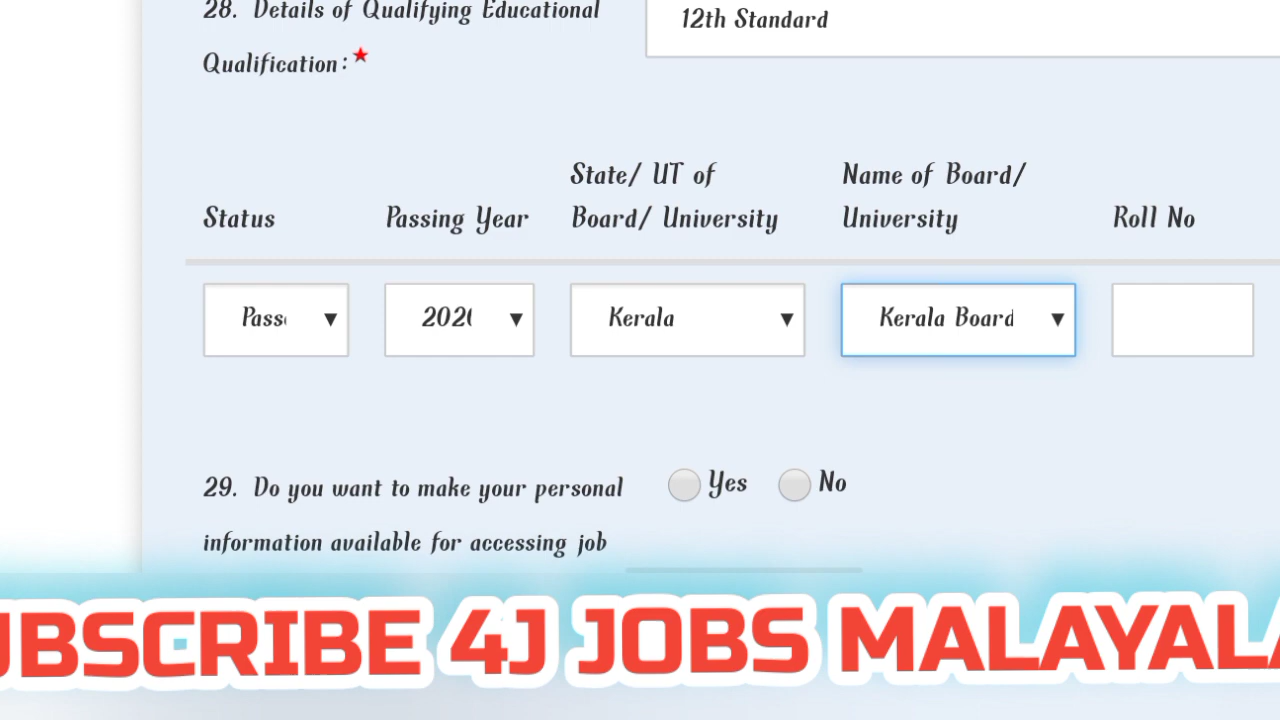 28. Details of Qualifying Educational
Qualification:★
12th Standard
Status
Passing Year
State/ UT of
Board/ University
Name of Board/
University
Roll No
Kerala
Kerala Board
29. Do you want to make your personal
information available for accessing job
Yes
No
UBSCRIBE 4J JOBS MALAYALA